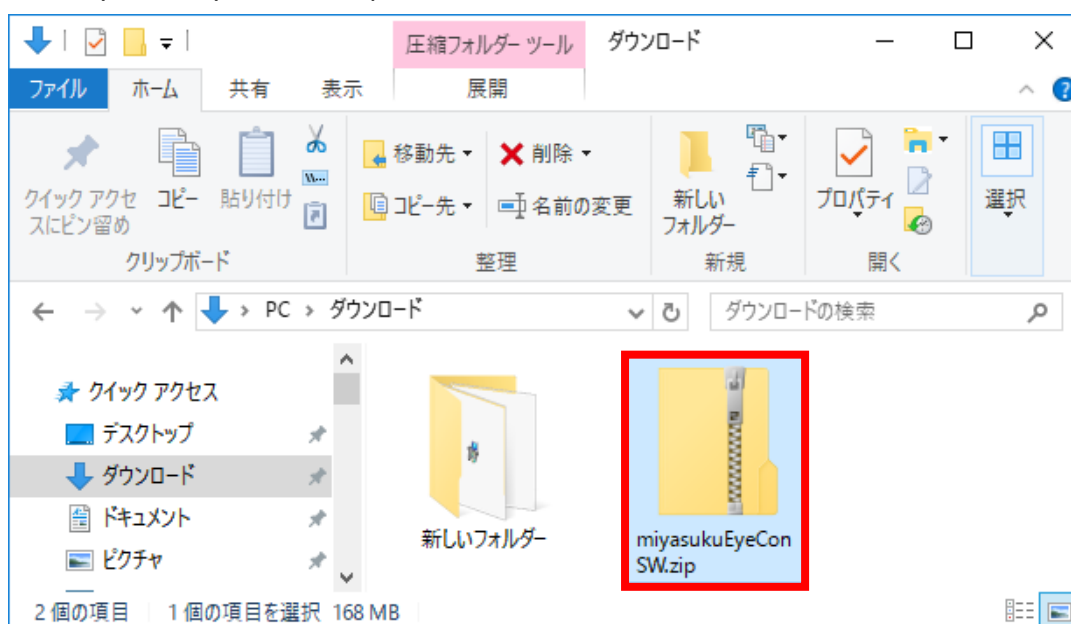 圧縮フォルダー ツール
ダウンロード
ファイル
ホーム
共有
表示
展開
クイック アクセ
スにピン留め
コピー
貼り付け
移動先
削除
コピー先
名前の変更
新しい
フォルダー
プロパティ
選択
クリップボード
整理
新規
開く
PC
ダウンロード
ダウンロードの検索
クイック アクセス
デスクトップ
ダウンロード
ドキュメント
ピクチャ
新しいフォルダー
miyasukuEyeCon
SW.zip
2 個の項目
1 個の項目を選択 168 MB